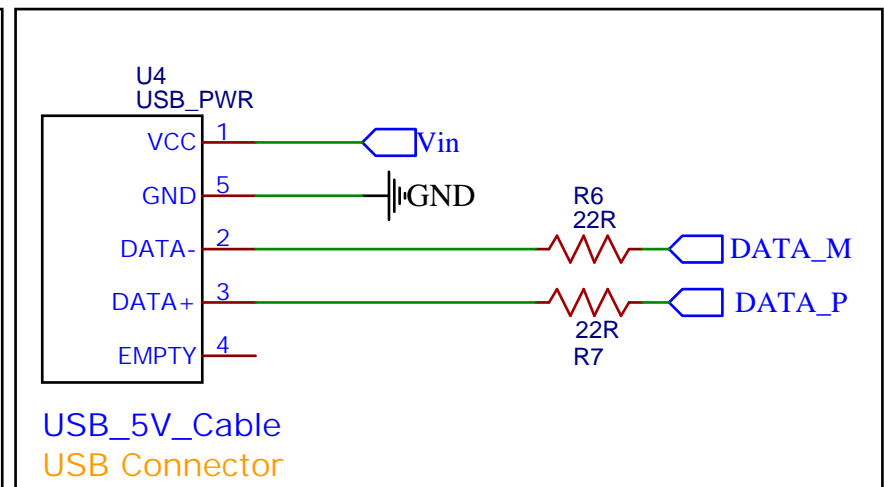 U4
USB_PWR
VCC 1 Vin
GND 5 GND
R6
22R
DATA- 2 DATA_M
DATA+ 3 DATA_P
22R
R7
EMPTY 4
USB_5V_Cable
USB Connector